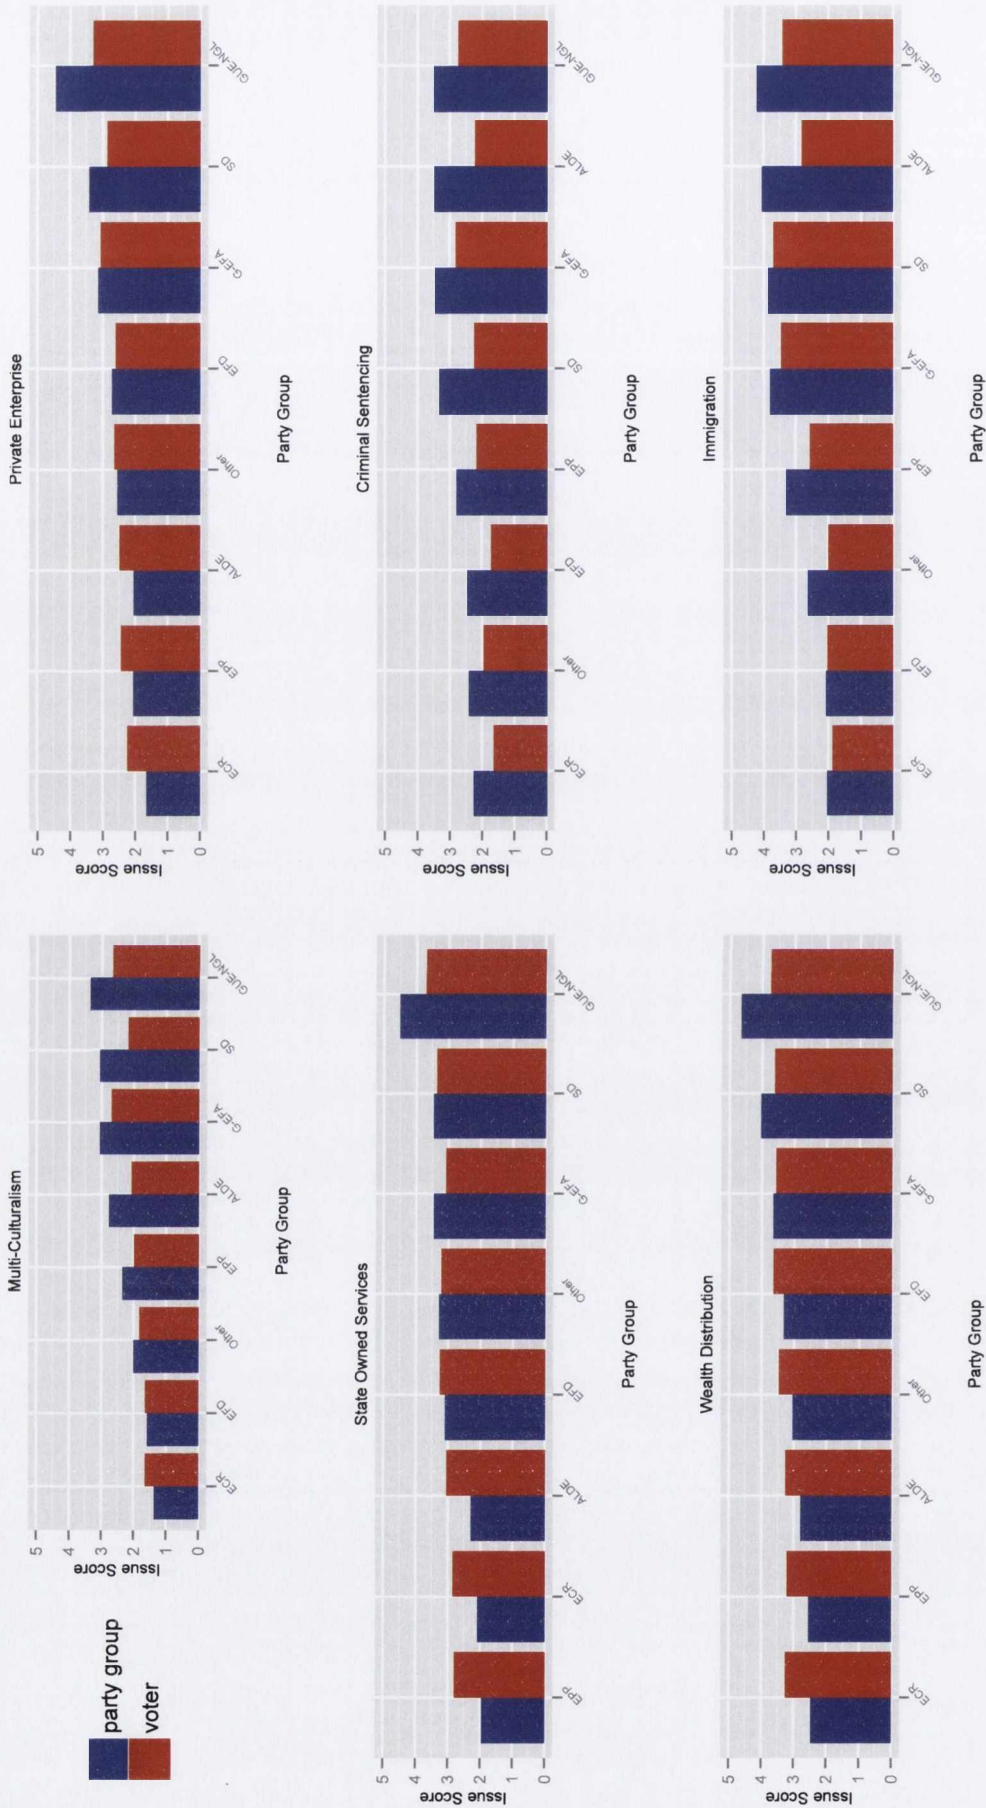 party group
voter
Multi-Culturalism
Issue Score
5
4
3
2
1
0
ECR
EFD
Other
EPP
ALDE
G-EFA
SD
GUE-NGL
Party Group
Private Enterprise
Issue Score
5
4
3
2
1
0
ECR
EPP
ALDE
Other
EFD
G-EFA
SD
GUE-NGL
Party Group
State Owned Services
Issue Score
5
4
3
2
1
0
EPP
ECR
ALDE
EFD
Other
G-EFA
SD
GUE-NGL
Party Group
Criminal Sentencing
Issue Score
5
4
3
2
1
0
ECR
Other
EFD
EPP
SD
G-EFA
ALDE
GUE-NGL
Party Group
Wealth Distribution
Issue Score
5
4
3
2
1
0
ECR
EPP
ALDE
Other
EFD
G-EFA
SD
GUE-NGL
Party Group
Immigration
Issue Score
5
4
3
2
1
0
ECR
EFD
Other
EPP
G-EFA
SD
ALDE
GUE-NGL
Party Group